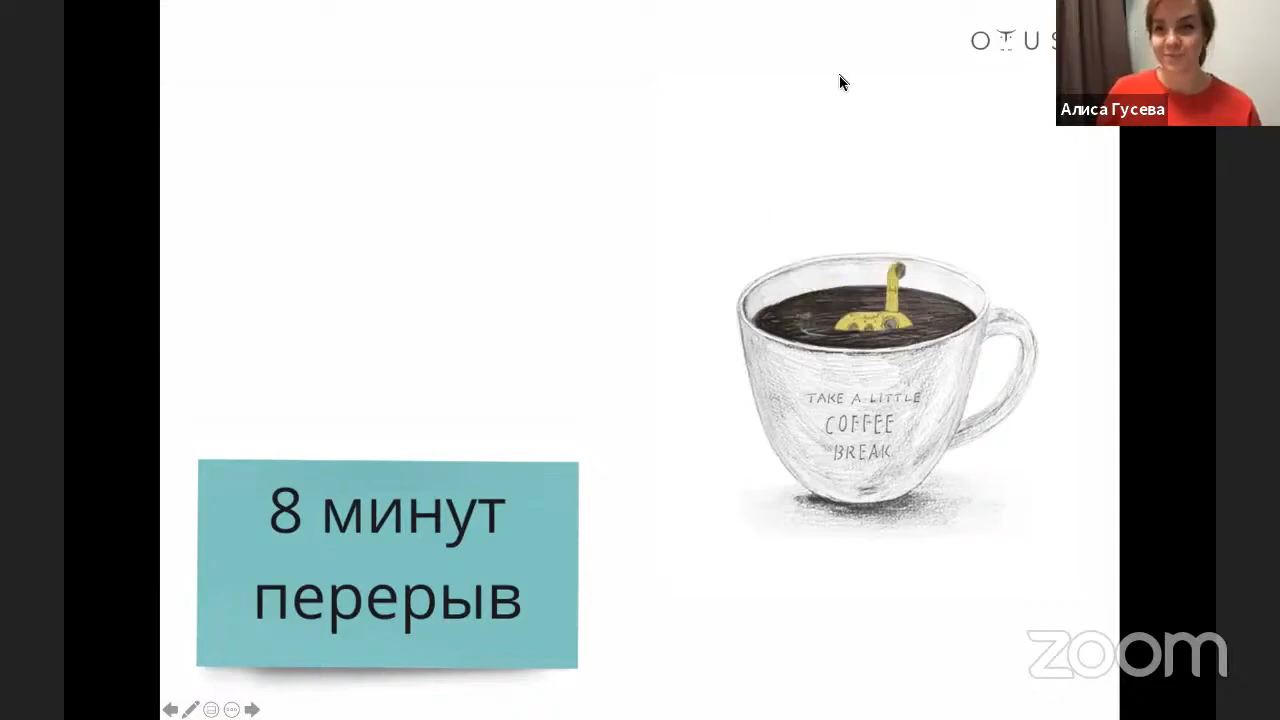 OTUS
Алиса Гусева
TAKE A LITTLE
COFFEE
BREAK
8 минут
перерыв
zoom